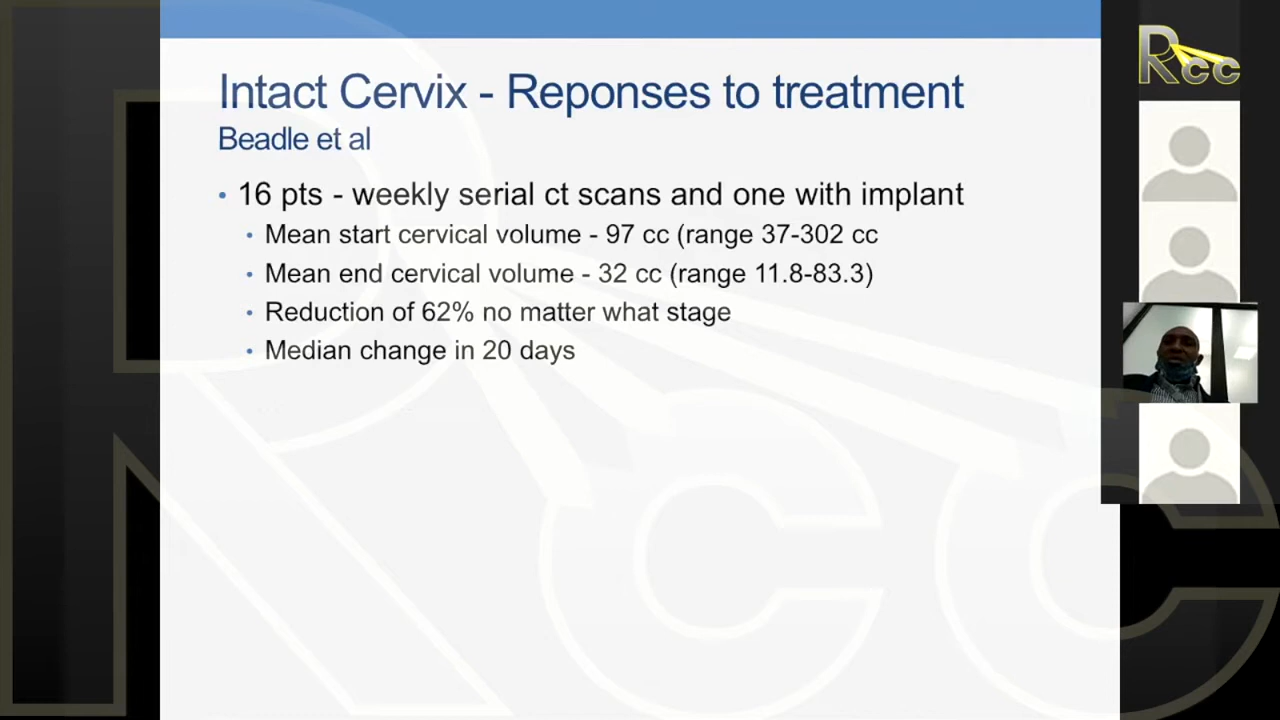 Intact Cervix - Reponses to treatment
Beadle et al
• 16 pts - weekly serial ct scans and one with implant
• Mean start cervical volume - 97 cc (range 37-302 cc
• Mean end cervical volume - 32 cc (range 11.8-83.3)
• Reduction of 62% no matter what stage
• Median change in 20 days
Rcc